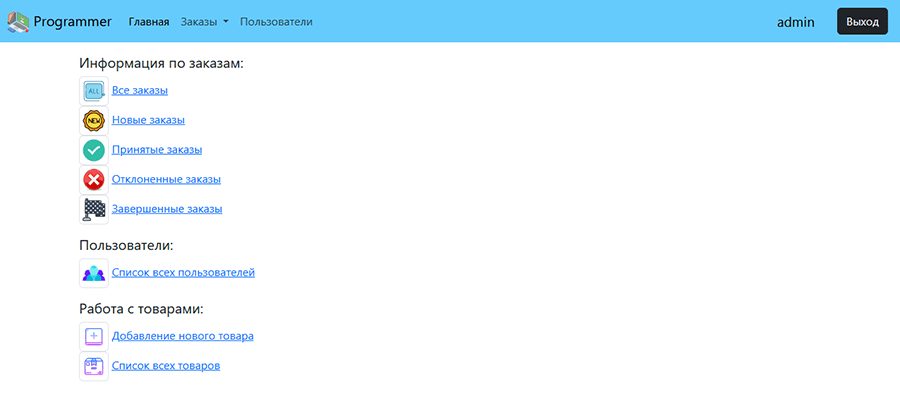 Programmer Главная Заказы Пользователи admin Выход
Информация по заказам:
ALL Все заказы
NEW Новые заказы
Принятые заказы
Отклоненные заказы
Завершенные заказы
Пользователи:
Список всех пользователей
Работа с товарами:
Добавление нового товара
Список всех товаров